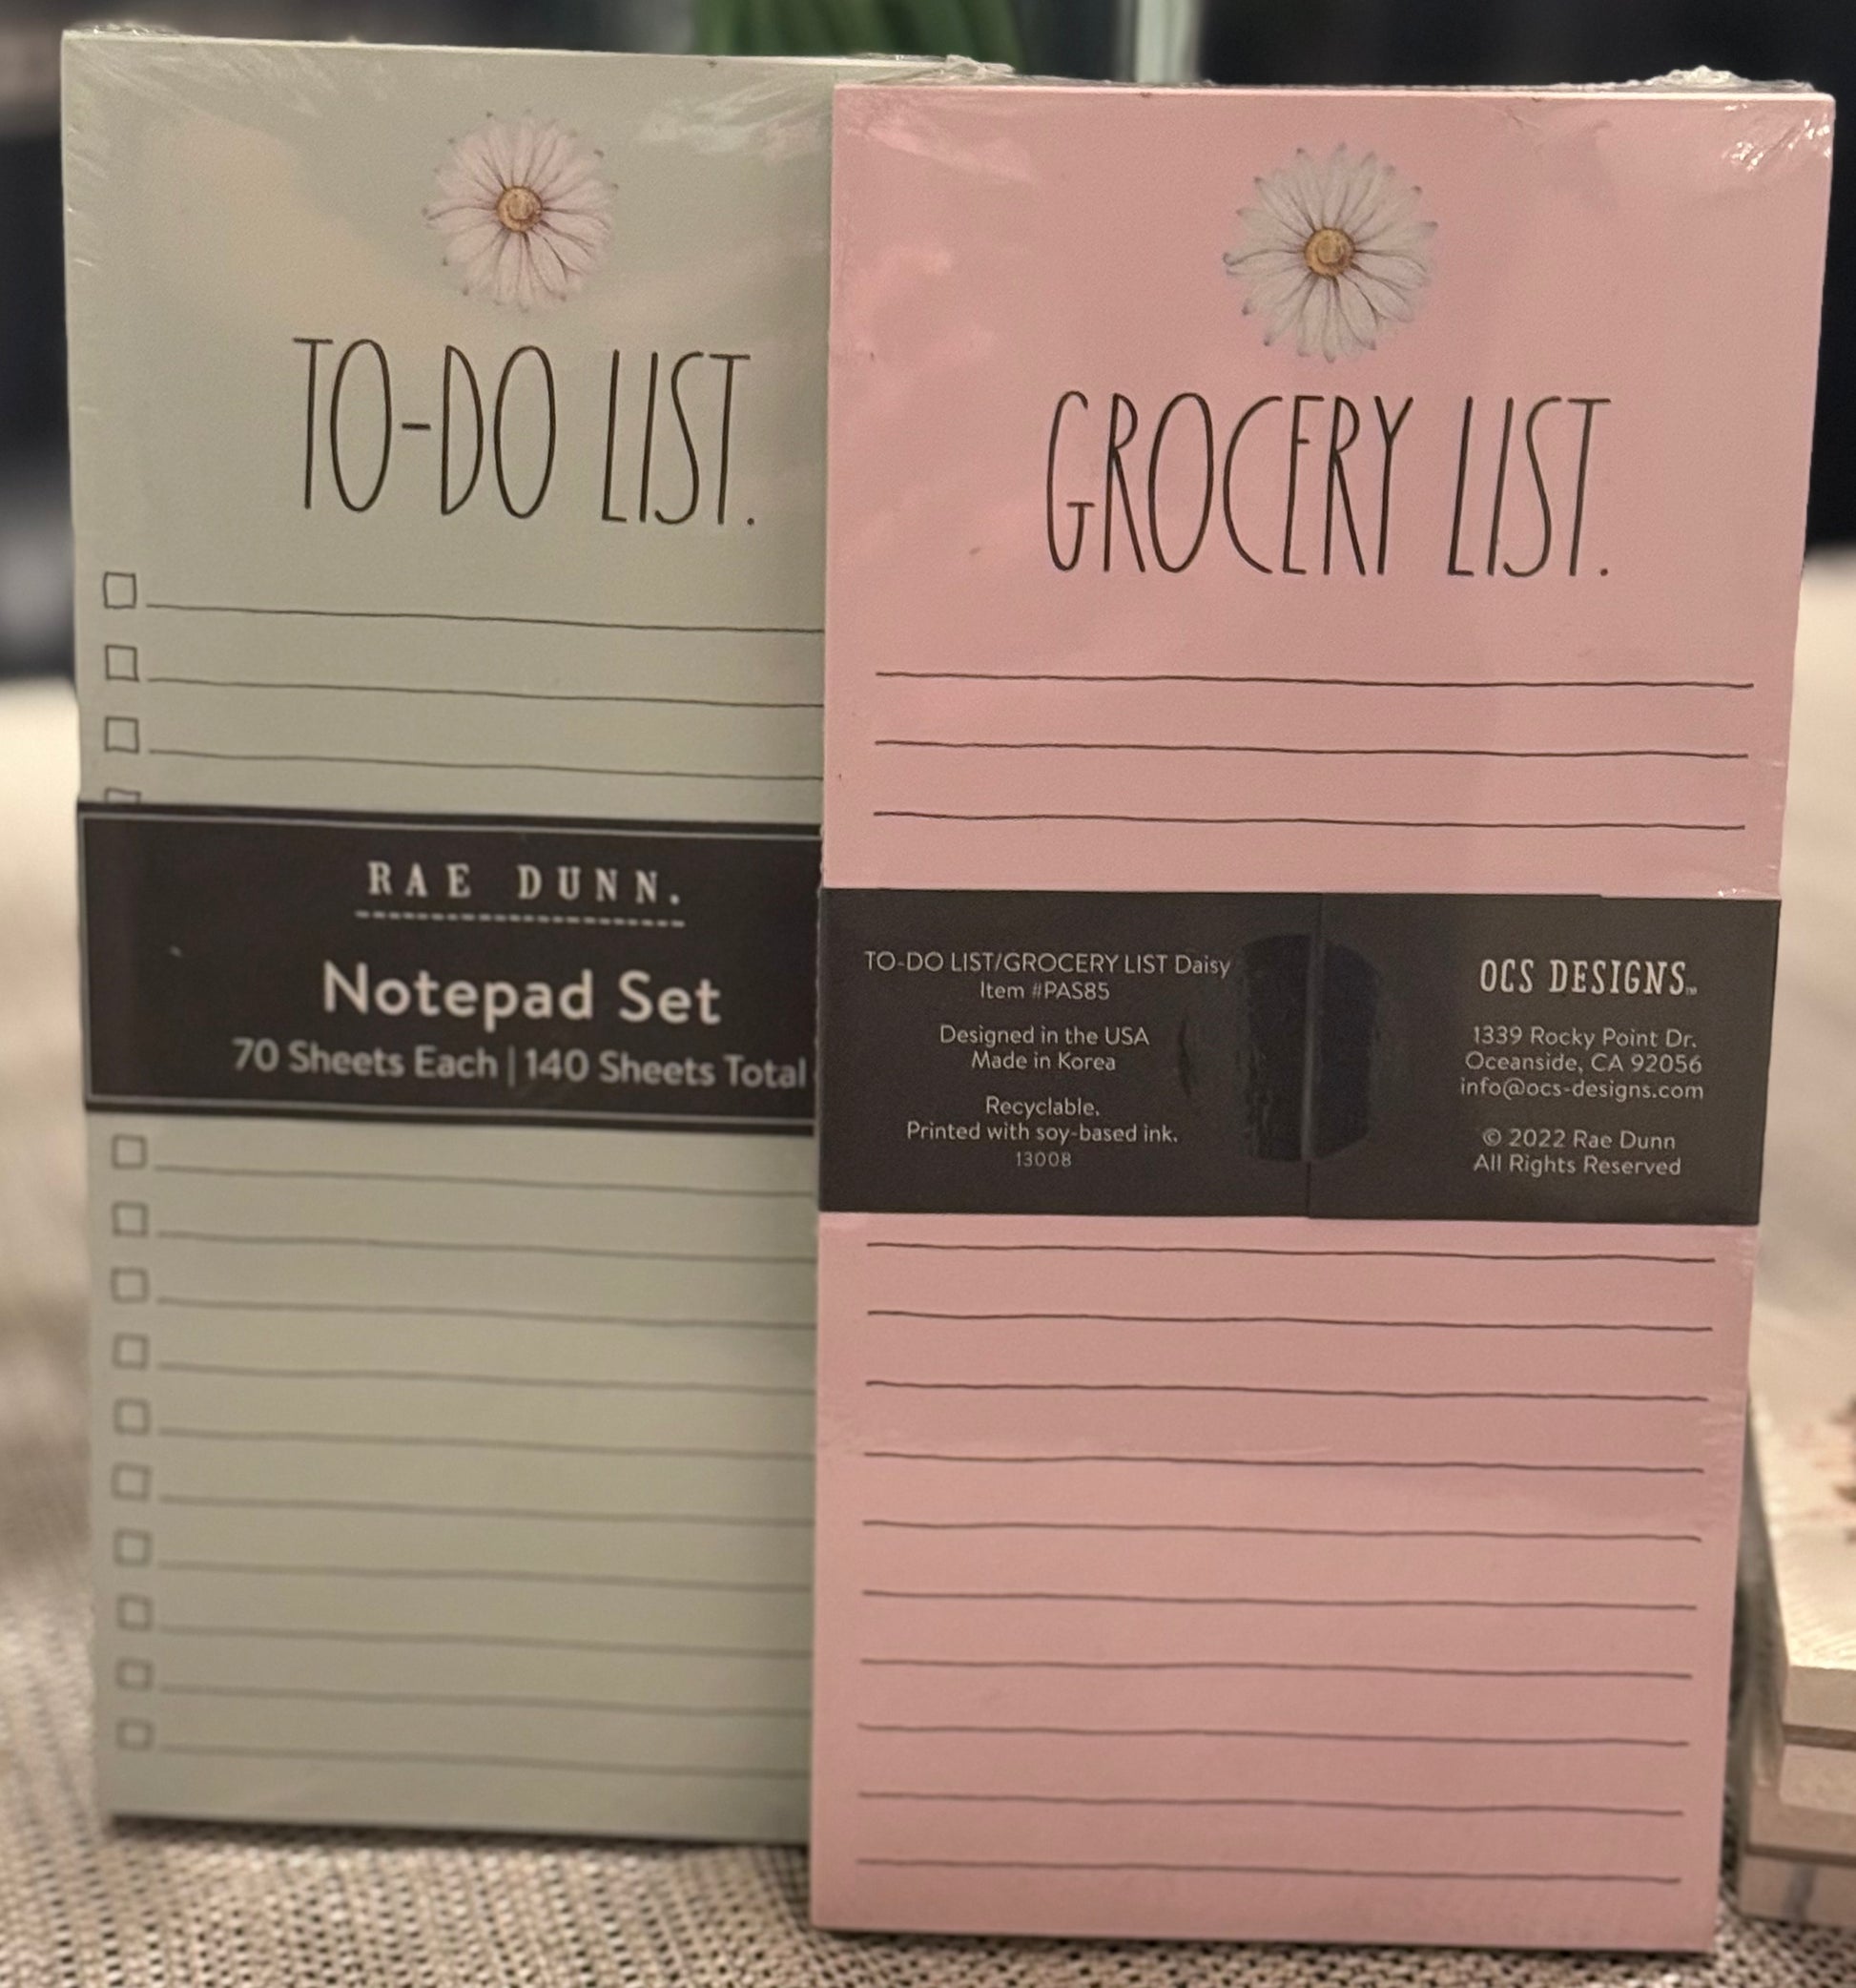 TO-DO LIST.
RAE DUNN.
Notepad Set
70 Sheets Each | 140 Sheets Total
GROCERY LIST.
TO-DO LIST/GROCERY LIST Daisy
Item #PAS85
Designed in the USA
Made in Korea
Recyclable.
Printed with soy-based ink.
13008
OCS DESIGNS™
1339 Rocky Point Dr.
Oceanside, CA 92056
info@ocs-designs.com
© 2022 Rae Dunn
All Rights Reserved